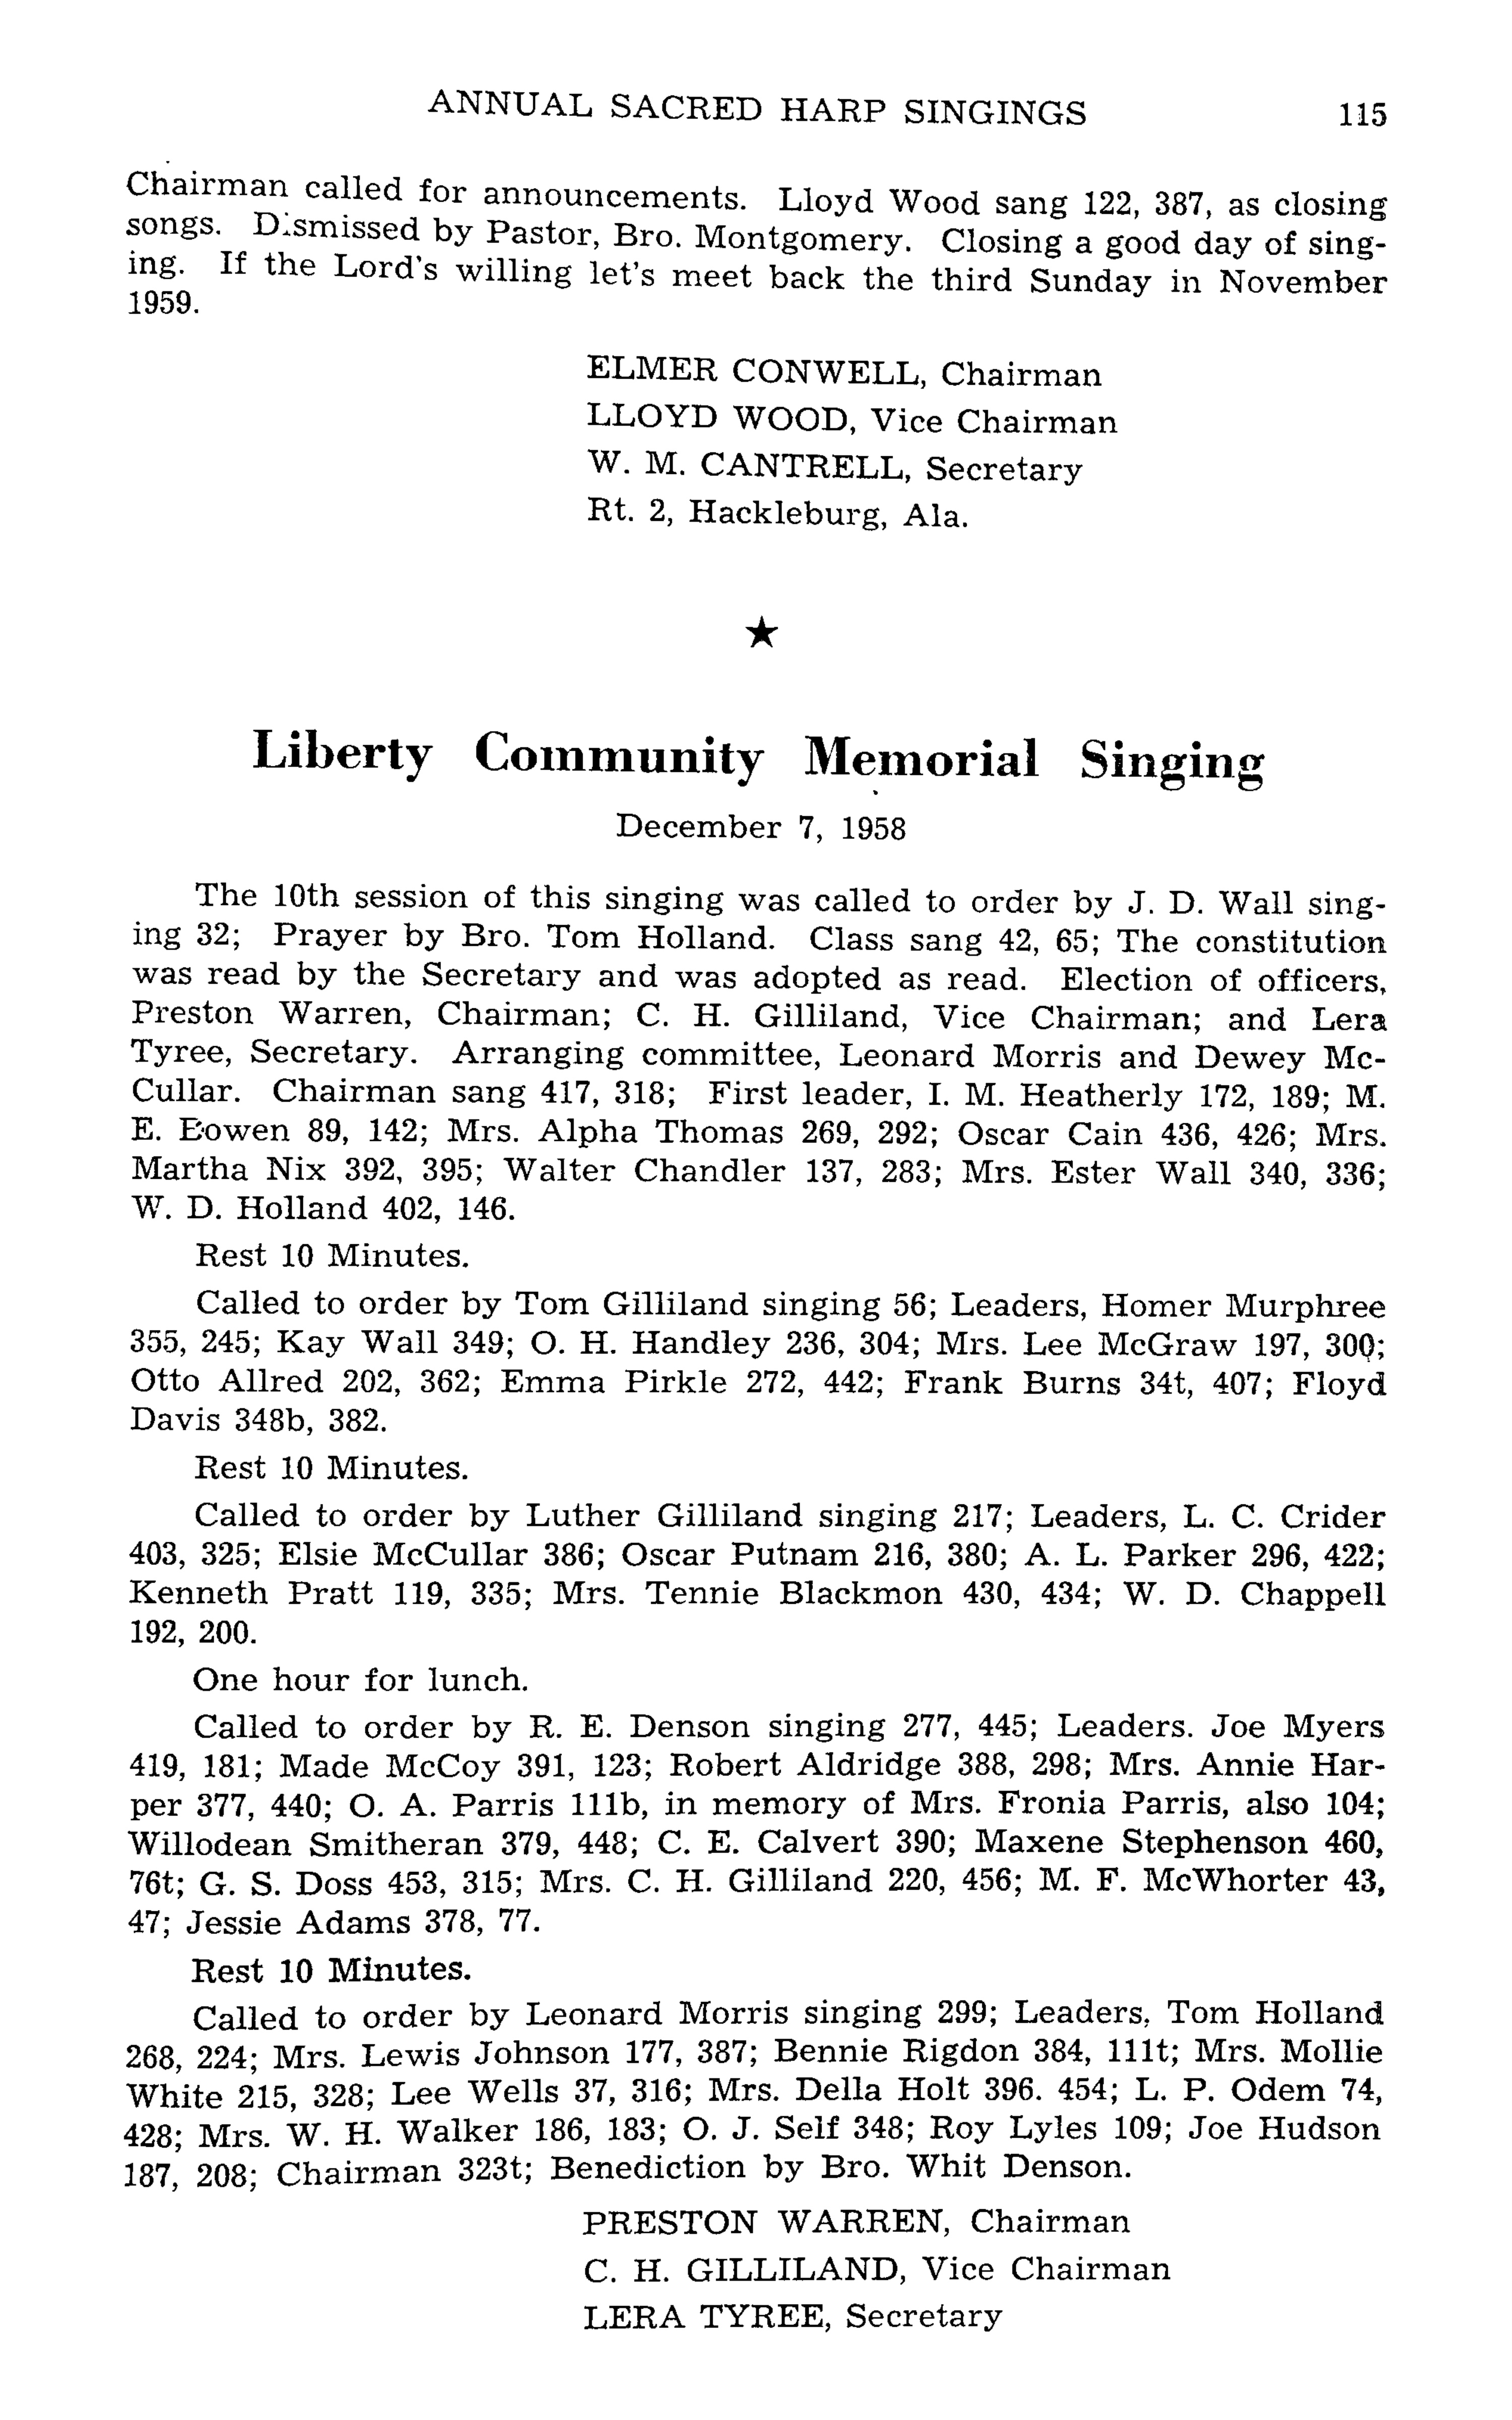 ANNUAL SACRED HARP SINGINGS 115
Chairman called for announcements. Lloyd Wood sang 122, 387, as closing
songs. Dismissed by Pastor, Bro. Montgomery. Closing a good day of sing-
ing. If the Lord's willing let's meet back the third Sunday in November
1959.
ELMER CONWELL, Chairman
LLOYD WOOD, Vice Chairman
W. M. CANTRELL, Secretary
Rt. 2, Hackleburg, Ala.
★
Liberty Community Memorial Singing
December 7, 1958
The 10th session of this singing was called to order by J. D. Wall sing-
ing 32; Prayer by Bro. Tom Holland. Class sang 42, 65; The constitution
was read by the Secretary and was adopted as read. Election of officers,
Preston Warren, Chairman; C. H. Gilliland, Vice Chairman; and Lera
Tyree, Secretary. Arranging committee, Leonard Morris and Dewey Mc-
Cullar. Chairman sang 417, 318; First leader, I. M. Heatherly 172, 189; M.
E. Bowen 89, 142; Mrs. Alpha Thomas 269, 292; Oscar Cain 436, 426; Mrs.
Martha Nix 392, 395; Walter Chandler 137, 283; Mrs. Ester Wall 340, 336;
W. D. Holland 402, 146.
Rest 10 Minutes.
Called to order by Tom Gilliland singing 56; Leaders, Homer Murphree
355, 245; Kay Wall 349; O. H. Handley 236, 304; Mrs. Lee McGraw 197, 300;
Otto Allred 202, 362; Emma Pirkle 272, 442; Frank Burns 34t, 407; Floyd
Davis 348b, 382.
Rest 10 Minutes.
Called to order by Luther Gilliland singing 217; Leaders, L. C. Crider
403, 325; Elsie McCullar 386; Oscar Putnam 216, 380; A. L. Parker 296, 422;
Kenneth Pratt 119, 335; Mrs. Tennie Blackmon 430, 434; W. D. Chappell
192, 200.
One hour for lunch.
Called to order by R. E. Denson singing 277, 445; Leaders. Joe Myers
419, 181; Made McCoy 391, 123; Robert Aldridge 388, 298; Mrs. Annie Har-
per 377, 440; O. A. Parris 111b, in memory of Mrs. Fronia Parris, also 104;
Willodean Smitheran 379, 448; C. E. Calvert 390; Maxene Stephenson 460,
76t; G. S. Doss 453, 315; Mrs. C. H. Gilliland 220, 456; M. F. McWhorter 43,
47; Jessie Adams 378, 77.
Rest 10 Minutes.
Called to order by Leonard Morris singing 299; Leaders, Tom Holland
268, 224; Mrs. Lewis Johnson 177, 387; Bennie Rigdon 384, 111t; Mrs. Mollie
White 215, 328; Lee Wells 37, 316; Mrs. Della Holt 396. 454; L. P. Odem 74,
428; Mrs. W. H. Walker 186, 183; O. J. Self 348; Roy Lyles 109; Joe Hudson
187, 208; Chairman 323t; Benediction by Bro. Whit Denson.
PRESTON WARREN, Chairman
C. H. GILLILAND, Vice Chairman
LERA TYREE, Secretary